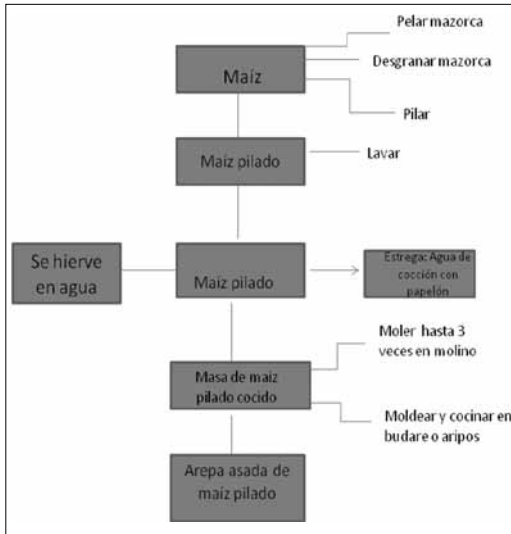 Pelar mazorca
Maíz
Desgranar mazorca
Pilar
Maíz pilado
Lavar
Se hierve
en agua
Maíz pilado
Estrega: Agua de
cocción con
papelón
Masa de maíz
pilado cocido
Moler hasta 3
veces en molino
Moldear y cocinar en
budare o aripos
Arepa asada de
maíz pilado